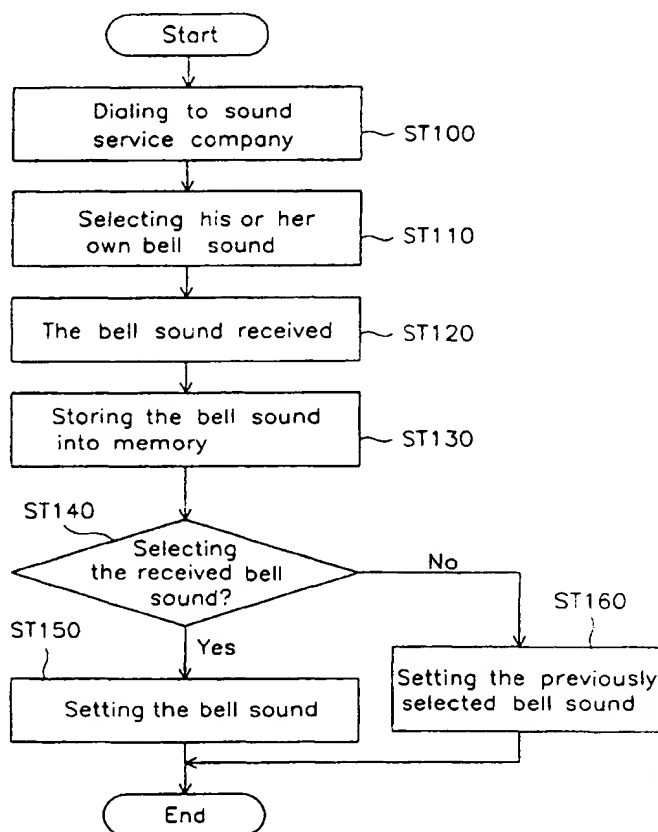 Start
Dialing to sound
service company
ST100
Selecting his or her
own bell sound
ST110
The bell sound received
ST120
Storing the bell sound
into memory
ST130
ST140
Selecting
the received bell
sound?
No
Yes
ST150
Setting the bell sound
ST160
Setting the previously
selected bell sound
End